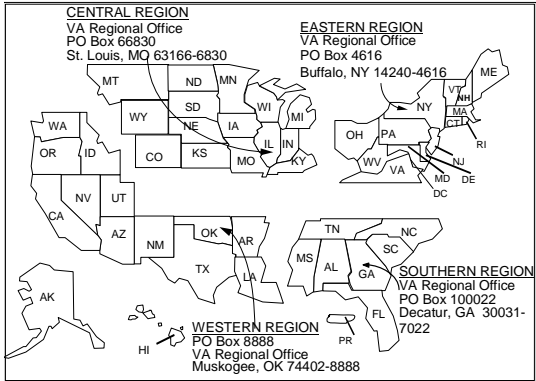 CENTRAL REGION
VA Regional Office
PO Box 66830
St. Louis, MO 63166-6830
EASTERN REGION
VA Regional Office
PO Box 4616
Buffalo, NY 14240-4616
MT
ND
MN
WI
MI
WY
SD
NE
IA
IL
IN
CO
KS
MO
KY
ME
VT
NH
NY
MA
CT
RI
OH
PA
NJ
WV
VA
MD
DE
DC
WA
OR
ID
NV
UT
CA
AZ
NM
OK
AR
TX
LA
TN
NC
SC
MS
AL
GA
FL
AK
HI
PR
SOUTHERN REGION
VA Regional Office
PO Box 100022
Decatur, GA 30031-
7022
WESTERN REGION
PO Box 8888
VA Regional Office
Muskogee, OK 74402-8888